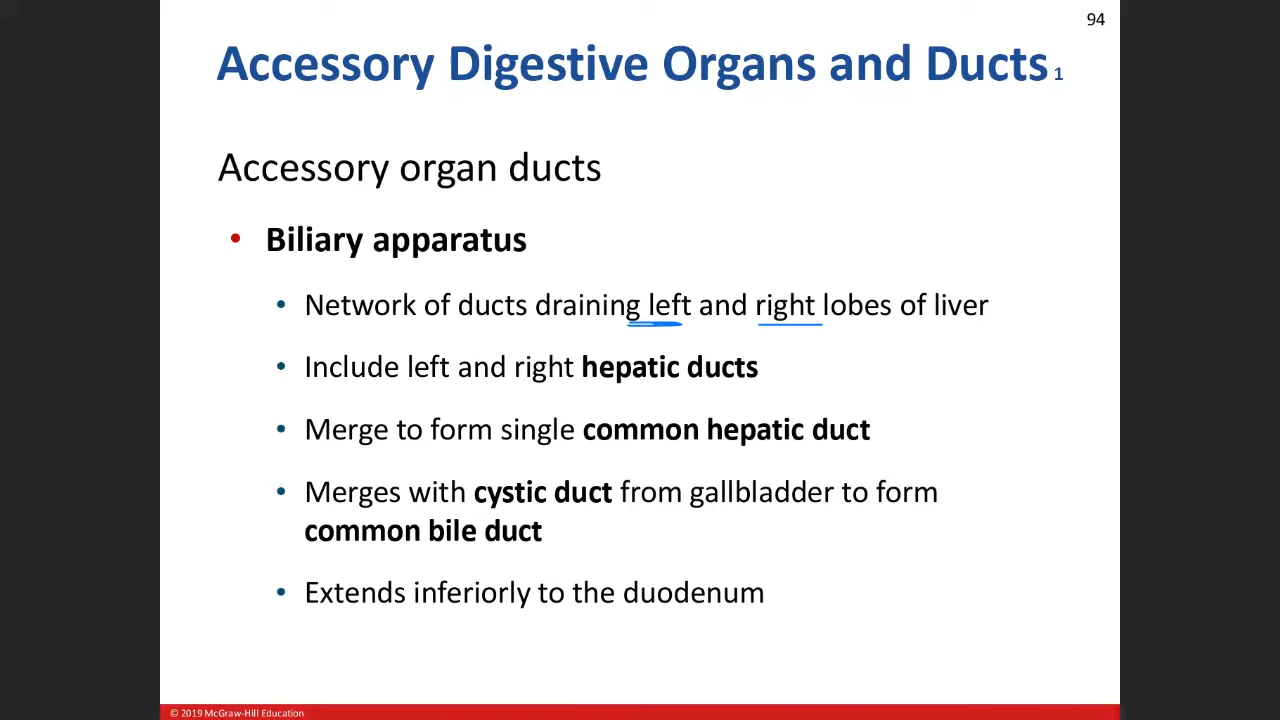 94
Accessory Digestive Organs and Ducts 1
Accessory organ ducts
• Biliary apparatus
• Network of ducts draining left and right lobes of liver
• Include left and right hepatic ducts
• Merge to form single common hepatic duct
• Merges with cystic duct from gallbladder to form
common bile duct
• Extends inferiorly to the duodenum
© 2019 McGraw-Hill Education